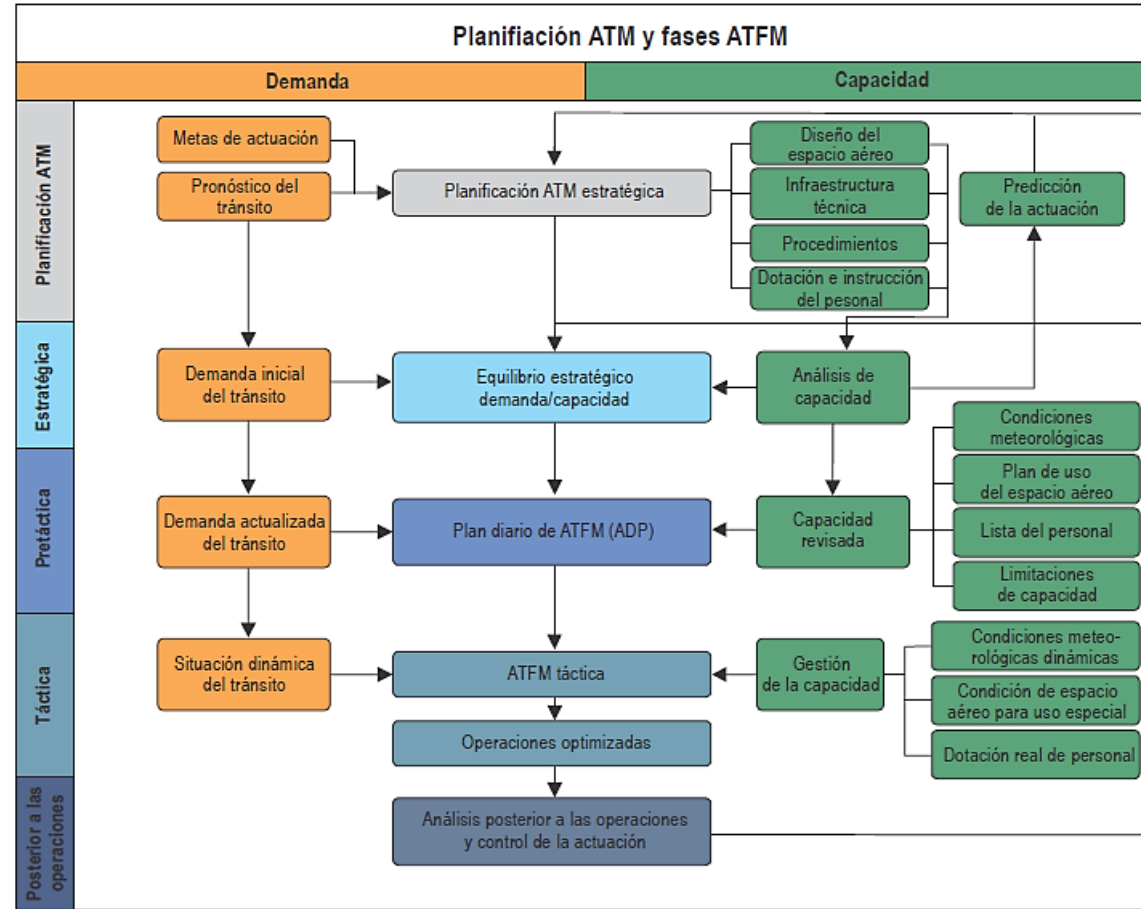 Planifiación ATM y fases ATFM
Demanda
Capacidad
Planificación ATM
Metas de actuación
Pronóstico del
tránsito
Planificación ATM estratégica
Diseño del
espacio aéreo
Infraestructura
técnica
Procedimientos
Dotación e instrucción
del pesonal
Predicción
de la actuación
Estratégica
Demanda inicial
del tránsito
Equilibrio estratégico
demanda/capacidad
Análisis de
capacidad
Pretáctica
Demanda actualizada
del tránsito
Plan diario de ATFM (ADP)
Capacidad
revisada
Condiciones
meteorológicas
Plan de uso
del espacio aéreo
Lista del personal
Limitaciones
de capacidad
Táctica
Situación dinámica
del tránsito
ATFM táctica
Gestión
de la capacidad
Condiciones meteo-
rológicas dinámicas
Condición de espacio
aéreo para uso especial
Dotación real de personal
Operaciones optimizadas
Posterior a las
operaciones
Análisis posterior a las operaciones
y control de la actuación